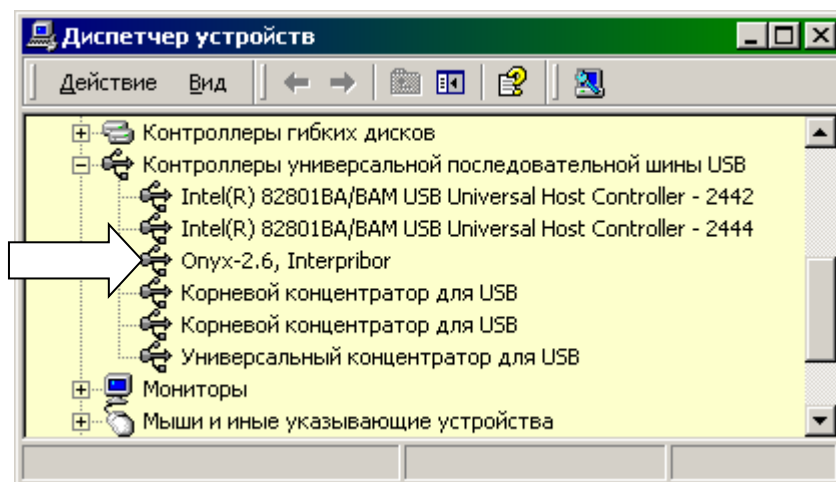 Диспетчер устройств
Действие Вид
Контроллеры гибких дисков
Контроллеры универсальной последовательной шины USB
Intel(R) 82801BA/BAM USB Universal Host Controller - 2442
Intel(R) 82801BA/BAM USB Universal Host Controller - 2444
Onyx-2.6, Interpribor
Корневой концентратор для USB
Корневой концентратор для USB
Универсальный концентратор для USB
Мониторы
Мыши и иные указывающие устройства